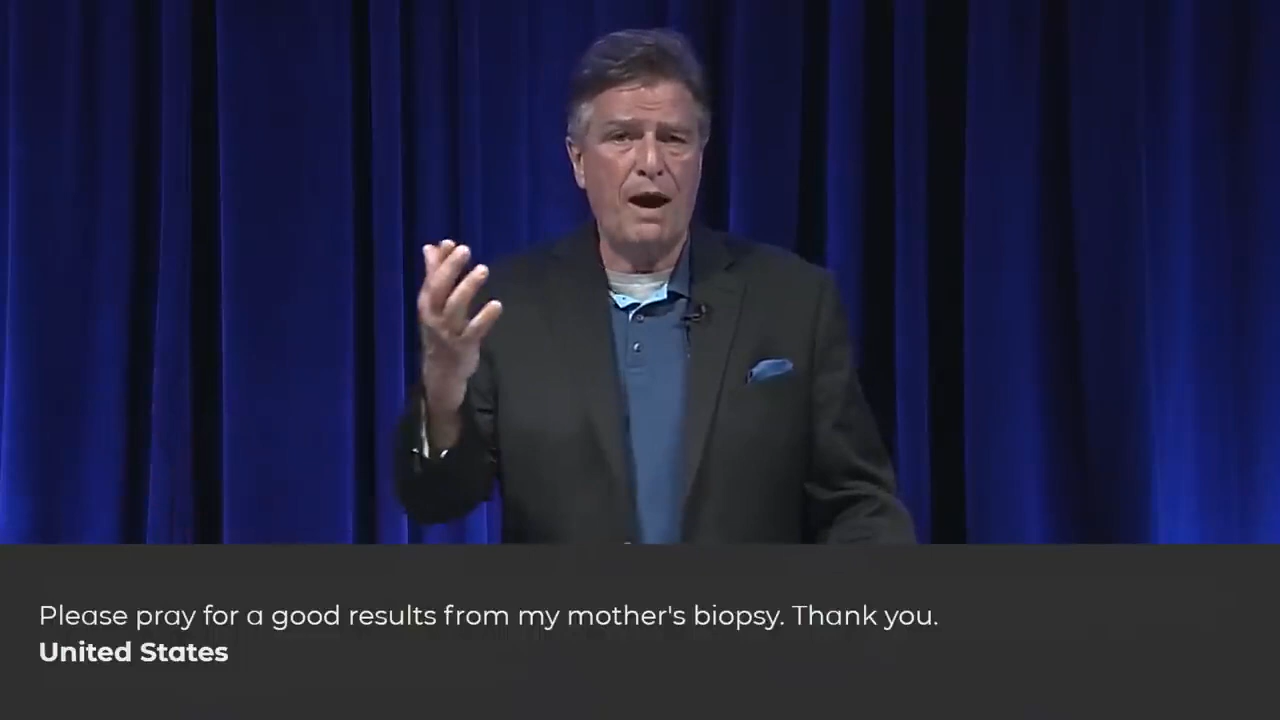 Please pray for a good results from my mother's biopsy. Thank you.
United States